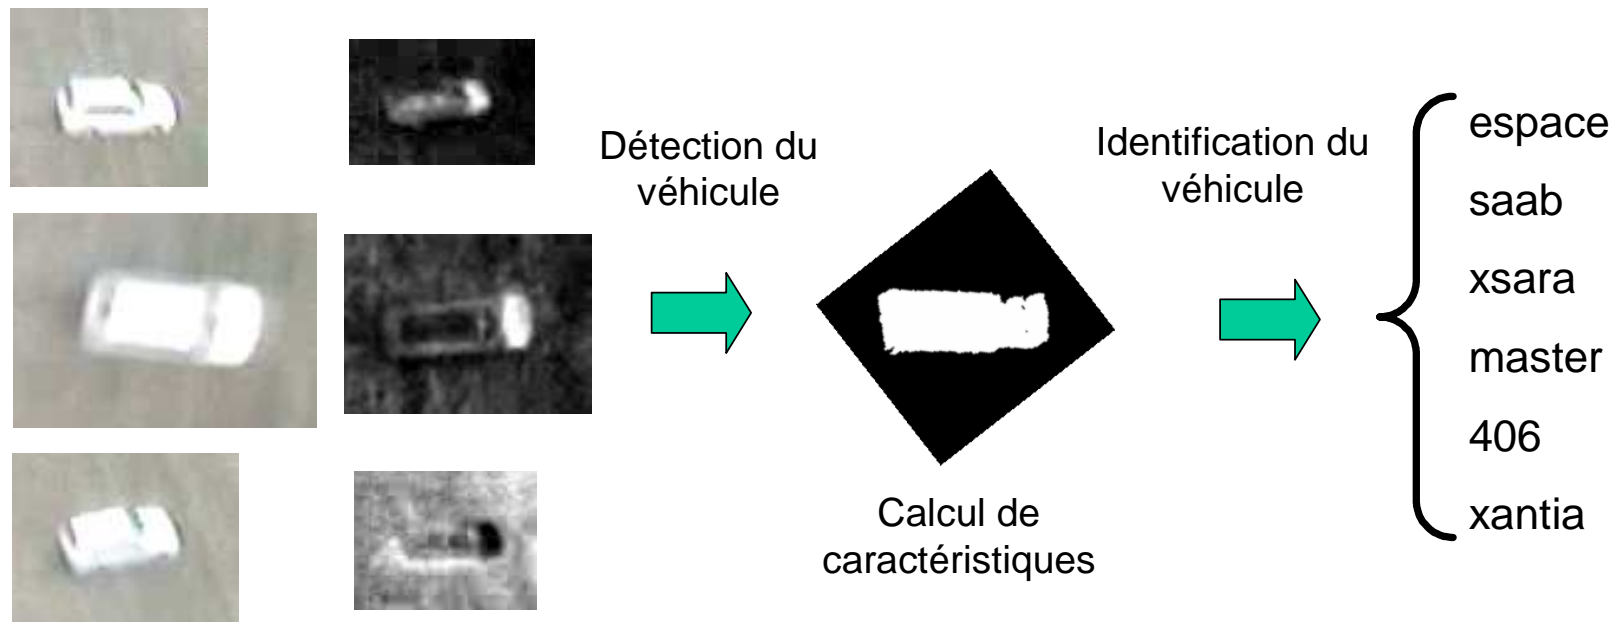 Détection du
véhicule
Identification du
véhicule
Calcul de
caractéristiques
espace
saab
xsara
master
406
xantia